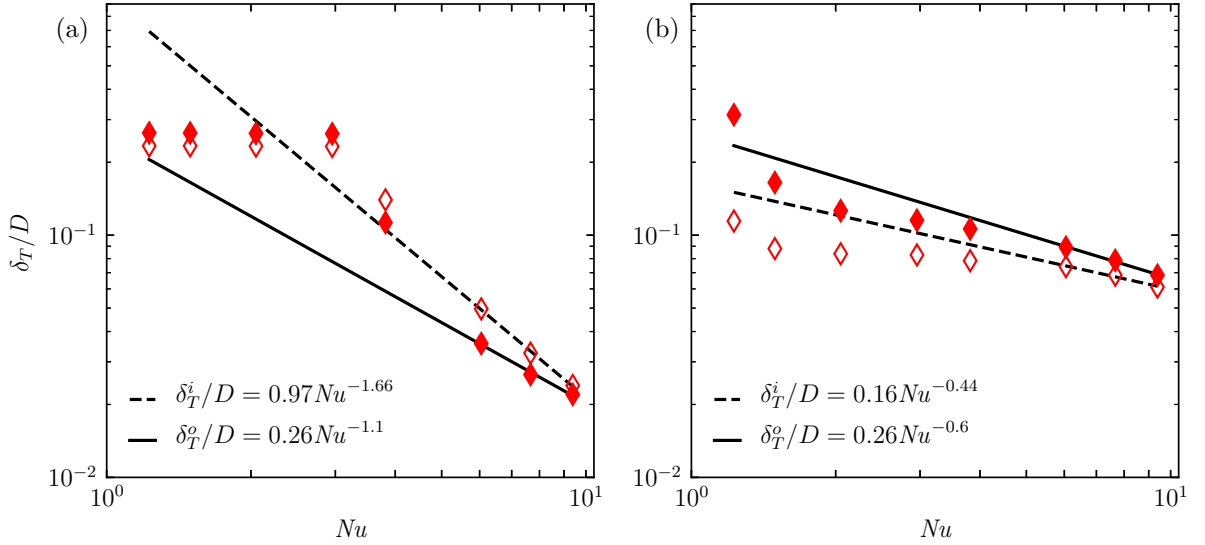 (a)
δ_T/D
10^{-1}
10^{-2}
δ_T^i/D = 0.97Nu^{-1.66}
δ_T^o/D = 0.26Nu^{-1.1}
10^0
10^1
Nu
(b)
10^{-1}
10^{-2}
δ_T^i/D = 0.16Nu^{-0.44}
δ_T^o/D = 0.26Nu^{-0.6}
10^0
10^1
Nu